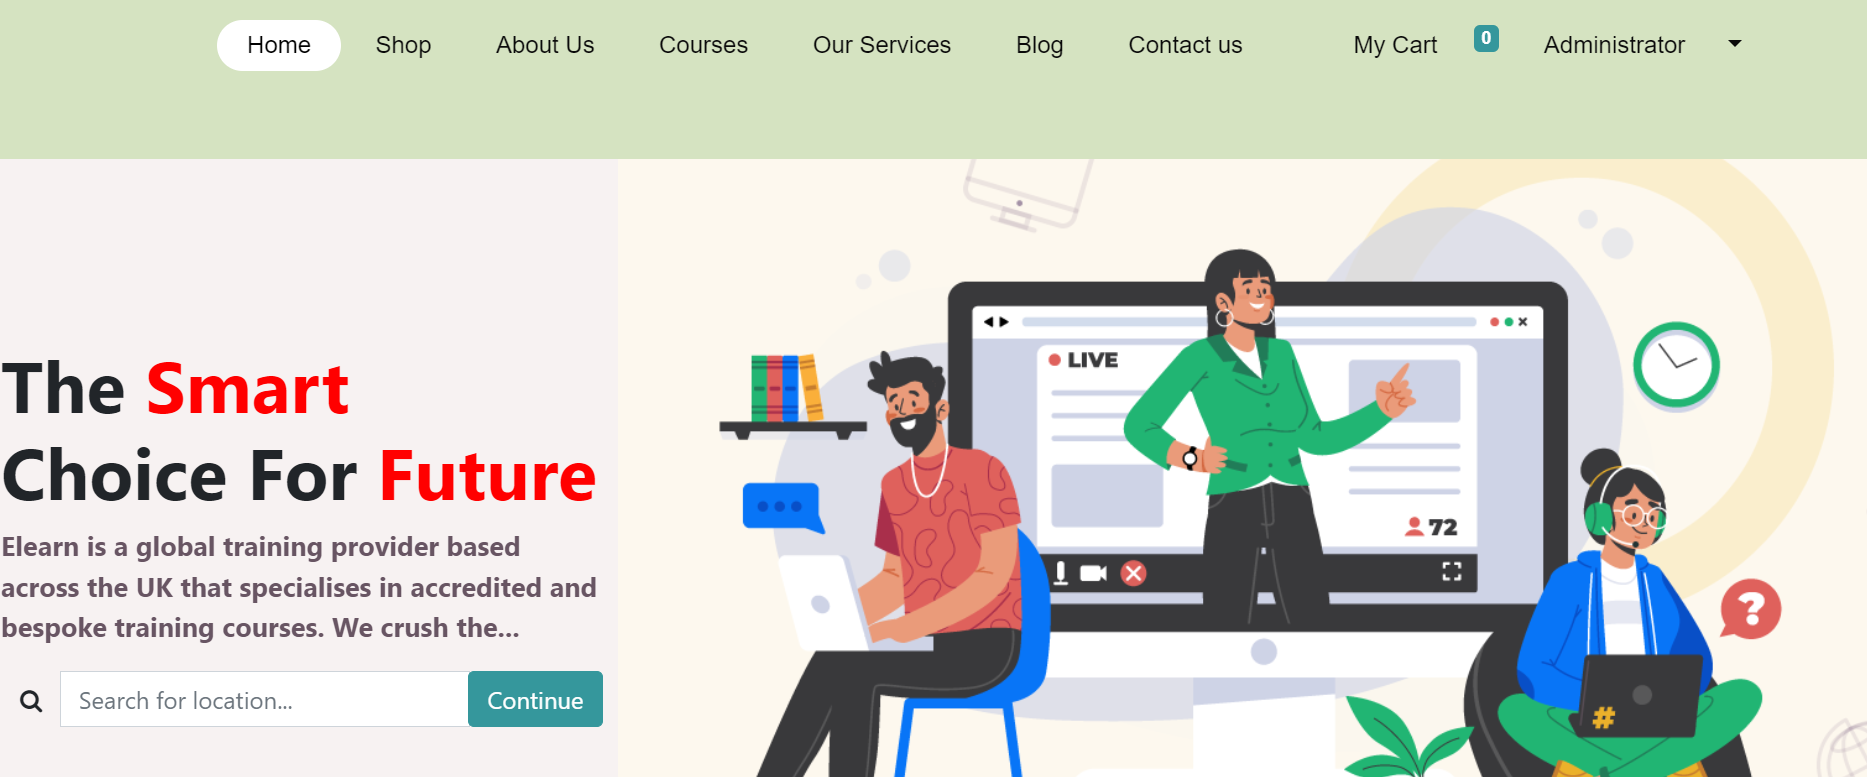 Home Shop About Us Courses Our Services Blog Contact us My Cart 0 Administrator
The Smart
Choice For Future
Elearn is a global training provider based
across the UK that specialises in accredited and
bespoke training courses. We crush the...
Search for location... Continue
LIVE
72
?
#